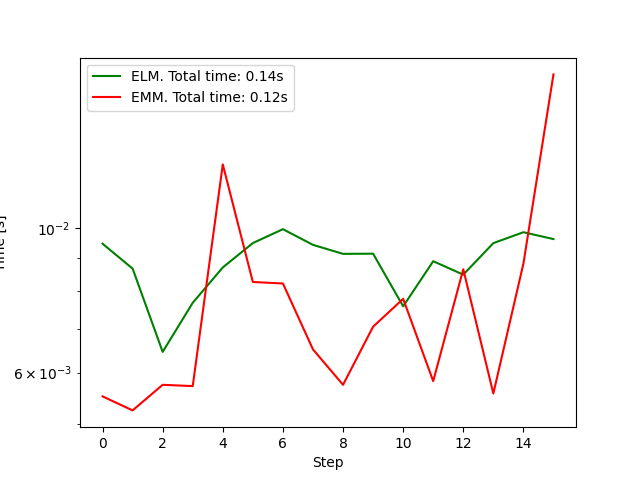 ELM. Total time: 0.14s
EMM. Total time: 0.12s
Time [s]
10⁻²
6 × 10⁻³
0 2 4 6 8 10 12 14
Step